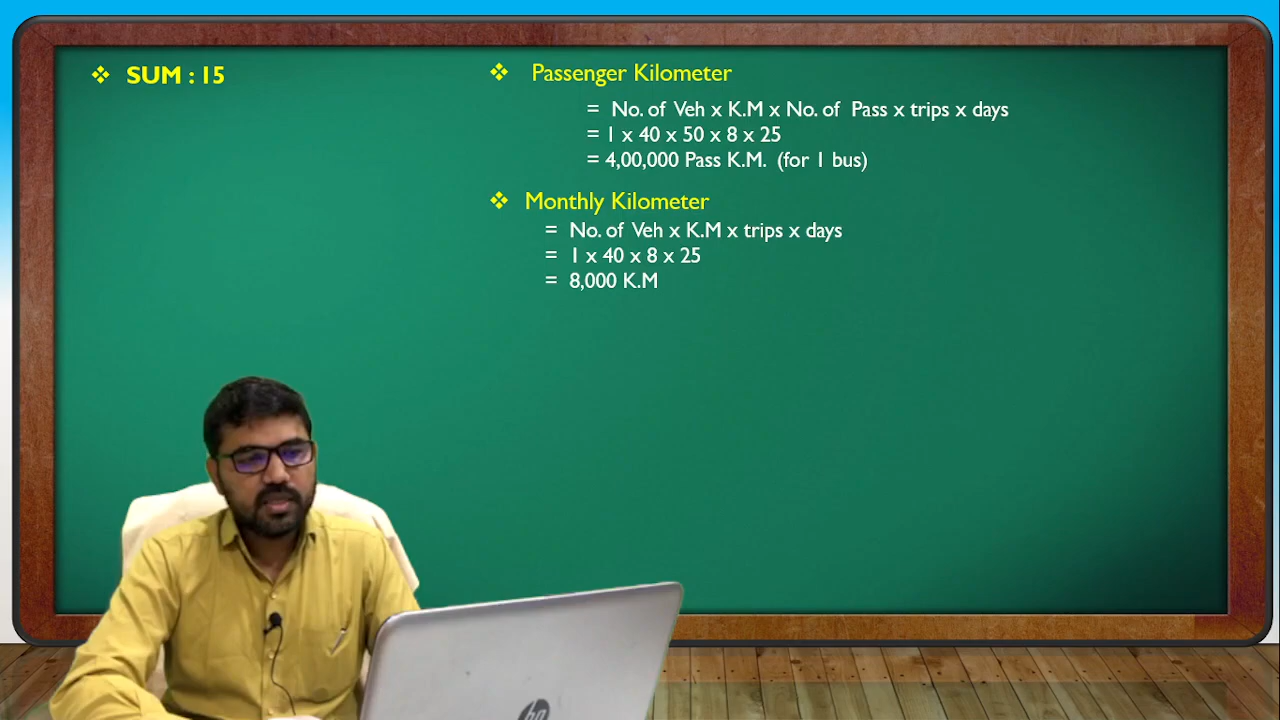 ❖ SUM : 15
❖ Passenger Kilometer
= No. of Veh x K.M x No. of Pass x trips x days
= 1 x 40 x 50 x 8 x 25
= 4,00,000 Pass K.M. (for 1 bus)
❖ Monthly Kilometer
= No. of Veh x K.M x trips x days
= 1 x 40 x 8 x 25
= 8,000 K.M
hp